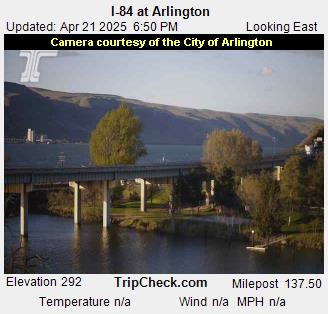 I-84 at Arlington
Updated: Apr 21 2025 6:50 PM Looking East
Camera courtesy of the City of Arlington
Elevation 292 TripCheck.com Milepost 137.50
Temperature n/a Wind n/a MPH n/a